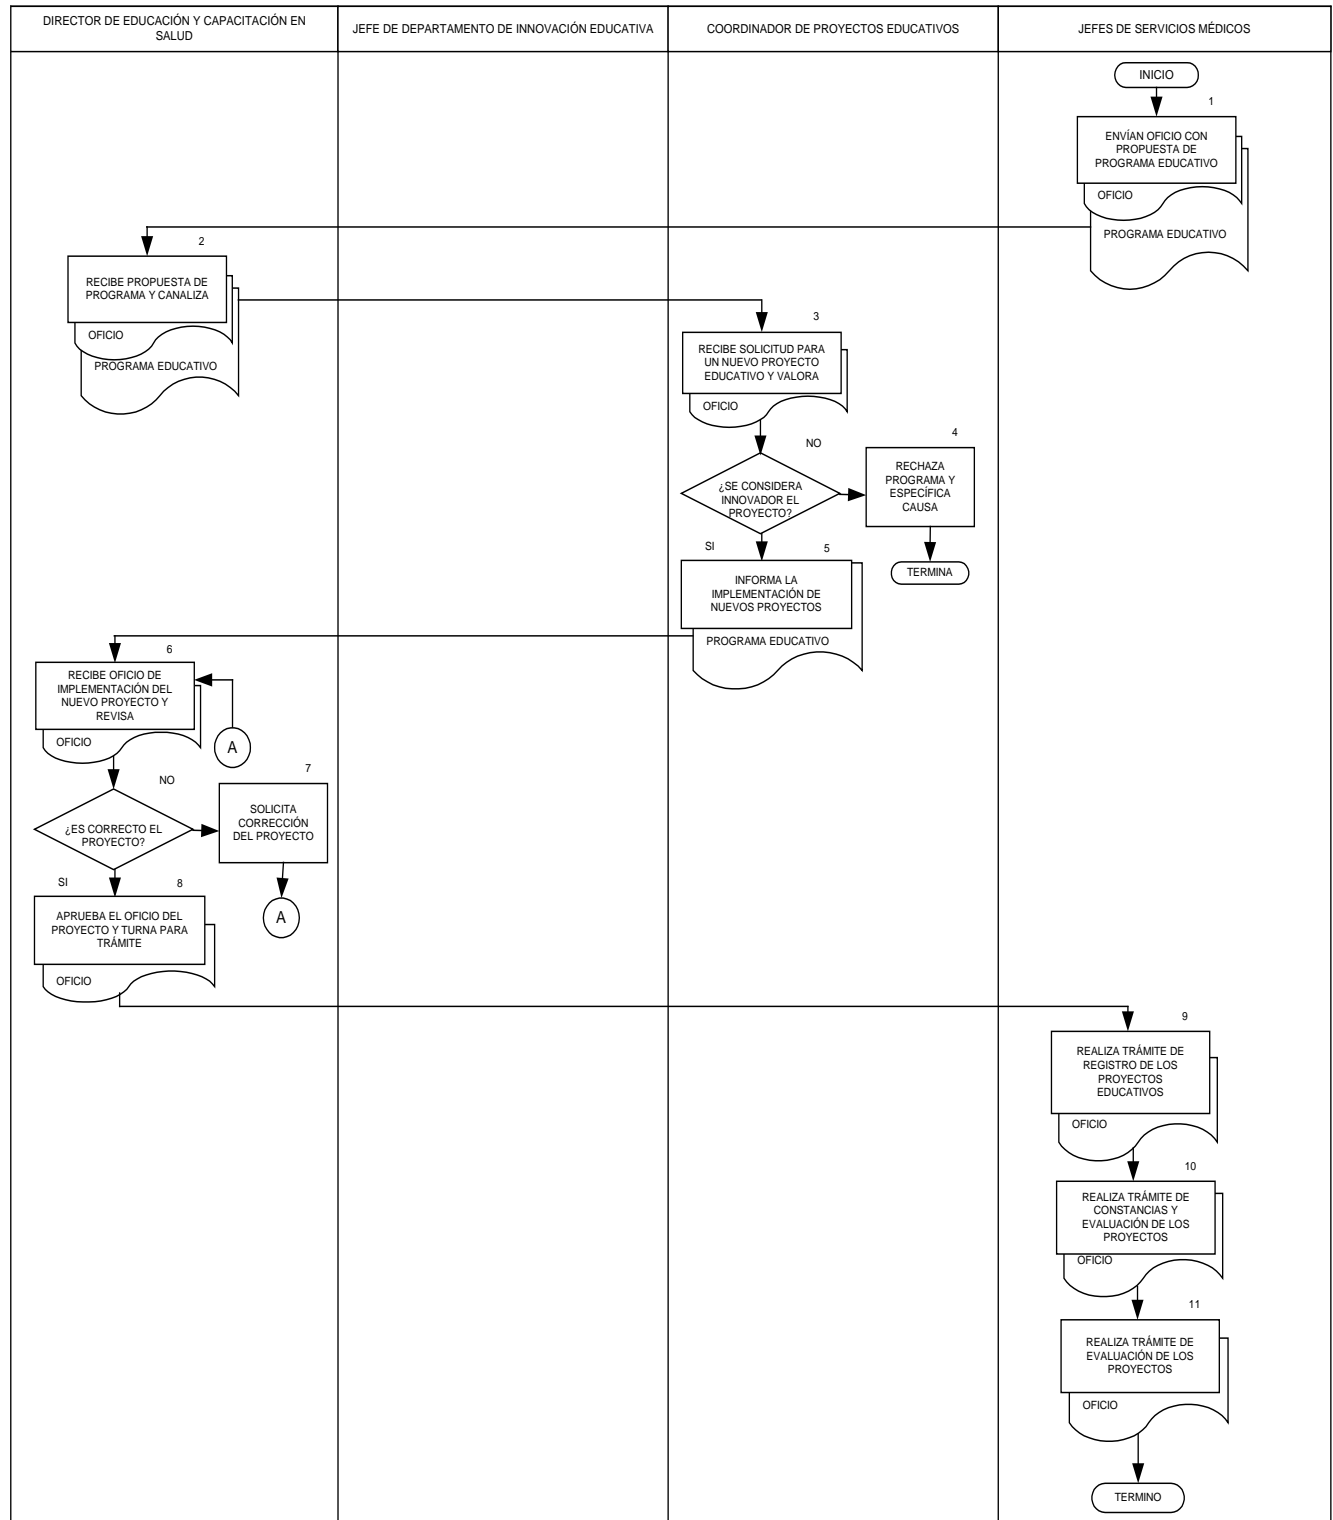 DIRECTOR DE EDUCACIÓN Y CAPACITACIÓN EN
SALUD
JEFE DE DEPARTAMENTO DE INNOVACIÓN EDUCATIVA
COORDINADOR DE PROYECTOS EDUCATIVOS
JEFES DE SERVICIOS MÉDICOS
INICIO
1
ENVÍAN OFICIO CON
PROPUESTA DE
PROGRAMA EDUCATIVO
OFICIO
PROGRAMA EDUCATIVO
2
RECIBE PROPUESTA DE
PROGRAMA Y CANALIZA
OFICIO
PROGRAMA EDUCATIVO
3
RECIBE SOLICITUD PARA
UN NUEVO PROYECTO
EDUCATIVO Y VALORA
OFICIO
¿SE CONSIDERA
INNOVADOR EL
PROYECTO?
NO
4
RECHAZA
PROGRAMA Y
ESPECÍFICA
CAUSA
TERMINA
SI
5
INFORMA LA
IMPLEMENTACIÓN DE
NUEVOS PROYECTOS
PROGRAMA EDUCATIVO
6
RECIBE OFICIO DE
IMPLEMENTACIÓN DEL
NUEVO PROYECTO Y
REVISA
OFICIO
A
¿ES CORRECTO EL
PROYECTO?
NO
7
SOLICITA
CORRECCIÓN
DEL PROYECTO
A
SI
8
APRUEBA EL OFICIO DEL
PROYECTO Y TURNA PARA
TRÁMITE
OFICIO
9
REALIZA TRÁMITE DE
REGISTRO DE LOS
PROYECTOS
EDUCATIVOS
OFICIO
10
REALIZA TRÁMITE DE
CONSTANCIAS Y
EVALUACIÓN DE LOS
PROYECTOS
OFICIO
11
REALIZA TRÁMITE DE
EVALUACIÓN DE LOS
PROYECTOS
OFICIO
TERMINO